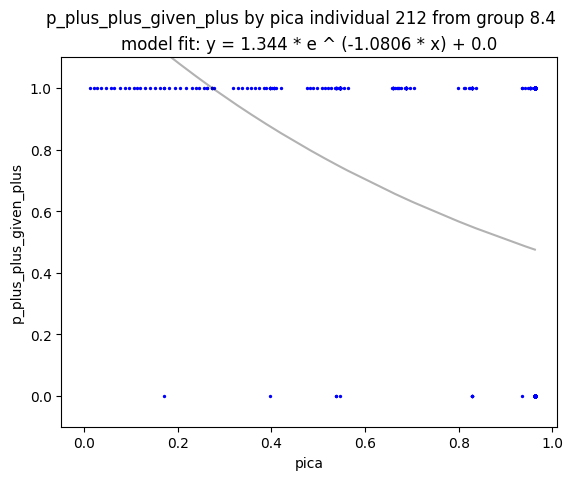 p_plus_plus_given_plus by pica individual 212 from group 8.4
model fit: y = 1.344 * e ^ (-1.0806 * x) + 0.0
p_plus_plus_given_plus
1.0
0.8
0.6
0.4
0.2
0.0
0.0 0.2 0.4 0.6 0.8 1.0
pica